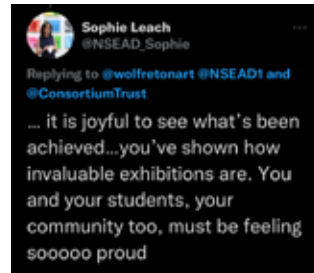 Sophie Leach
@NSEAD_Sophie
Replying to @wolfretonart @NSEAD1 and
@ConsortiumTrust
... it is joyful to see what's been
achieved...you've shown how
invaluable exhibitions are. You
and your students, your
community too, must be feeling
sooooo proud